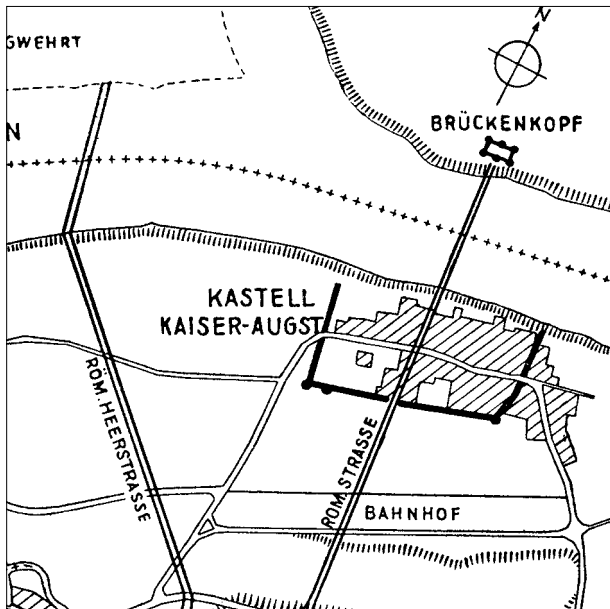 GWEHRT
N
BRÜCKENKOPF
N
KASTELL
KAISER-AUGST
RÖM. HEERSTRASSE
RÖM. STRASSE
BAHNHOF